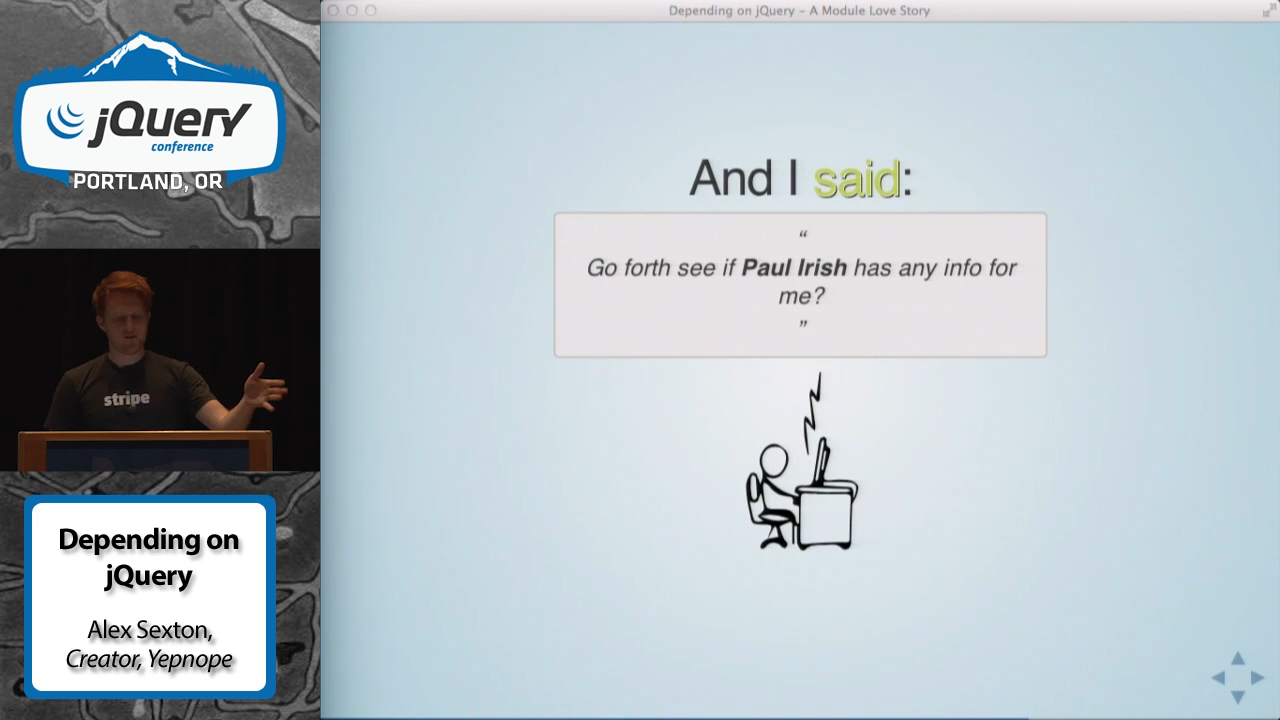 Depending on jQuery – A Module Love Story
jQuery
conference
PORTLAND, OR
And I said:
“
Go forth see if Paul Irish has any info for
me?
”
stripe
Depending on
jQuery
Alex Sexton,
Creator, Yepnope